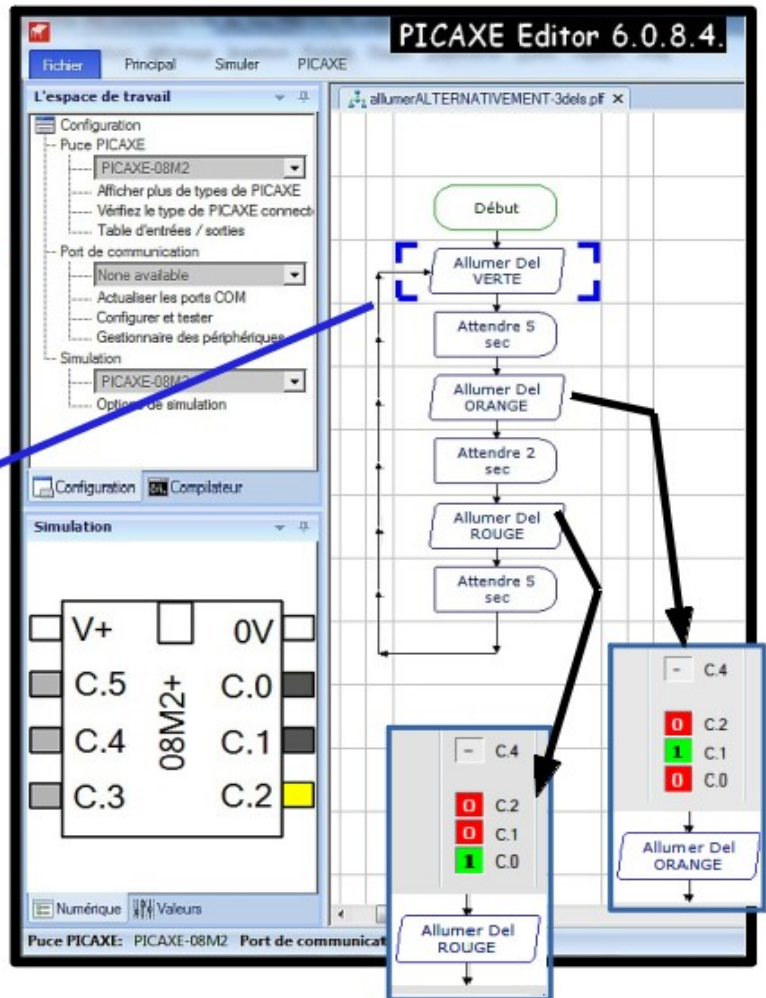 PICAXE Editor 6.0.8.4.
Fichier Principal Simuler PICAXE
L'espace de travail
Configuration
Puce PICAXE
PICAXE-08M2
Afficher plus de types de PICAXE
Vérifiez le type de PICAXE connect
Table d'entrées / sorties
Port de communication
None available
Actualiser les ports COM
Configurer et tester
Gestionnaire des périphériques
Simulation
PICAXE-08M2
Options de simulation
Configuration Compilateur
Simulation
V+ 0V
C.5 C.0
C.4 C.1
C.3 C.2
08M2+
Numérique Valeurs
Puce PICAXE: PICAXE-08M2 Port de communicat
allumerALTERNATIVEMENT-3dels.plf
Début
Allumer Del
VERTE
Attendre 5
sec
Allumer Del
ORANGE
Attendre 2
sec
Allumer Del
ROUGE
Attendre 5
sec
- C.4
0 C.2
0 C.1
1 C.0
Allumer Del
ROUGE
- C.4
0 C.2
1 C.1
0 C.0
Allumer Del
ORANGE